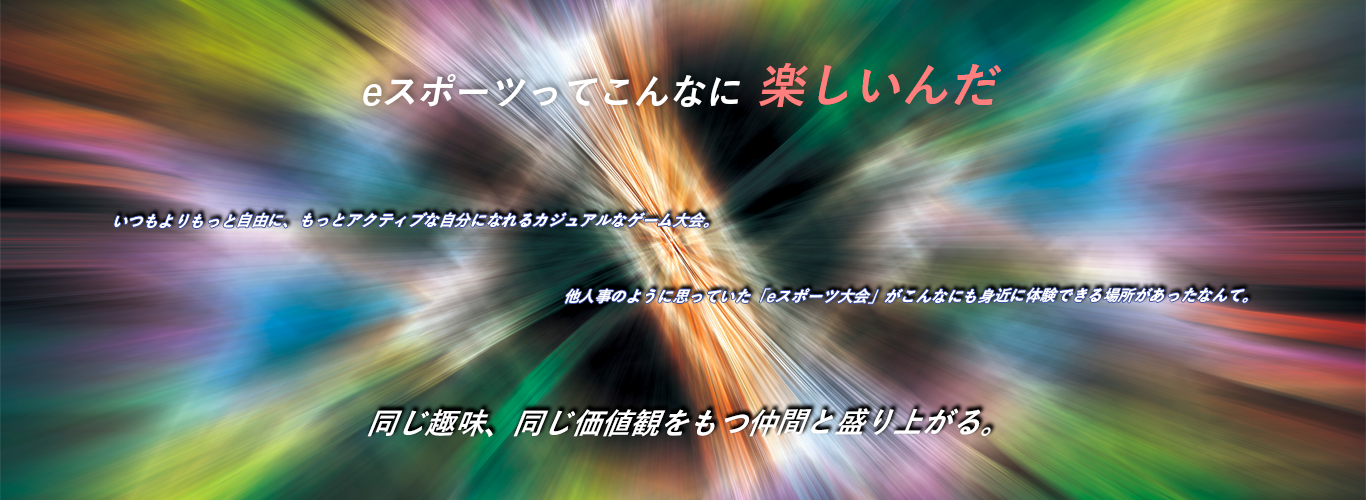 eスポーツってこんなに 楽しいんだ
いつもよりもっと自由に、もっとアクティブな自分になれるカジュアルなゲーム大会。
他人事のように思っていた「eスポーツ大会」がこんなにも身近に体験できる場所があったなんて。
同じ趣味、同じ価値観をもつ仲間と盛り上がる。